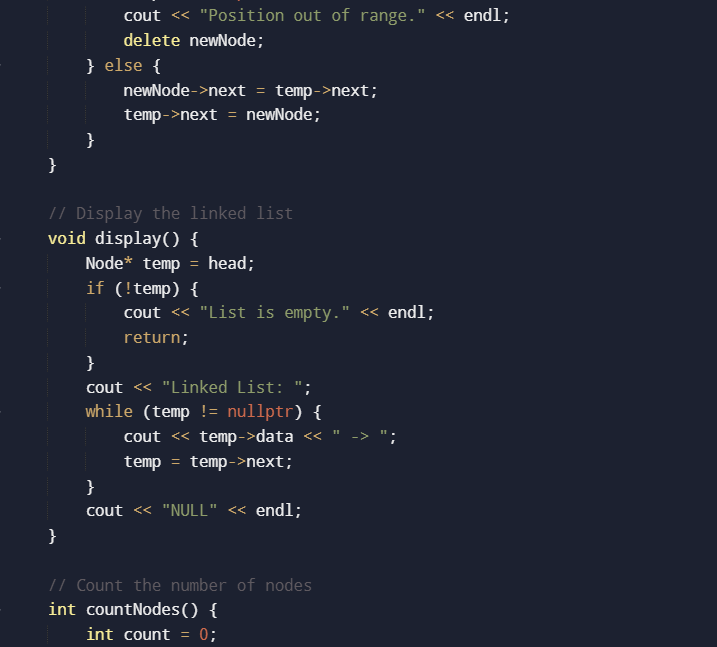 cout << "Position out of range." << endl;
            delete newNode;
        } else {
            newNode->next = temp->next;
            temp->next = newNode;
        }
    }

    // Display the linked list
    void display() {
        Node* temp = head;
        if (!temp) {
            cout << "List is empty." << endl;
            return;
        }
        cout << "Linked List: ";
        while (temp != nullptr) {
            cout << temp->data << " -> ";
            temp = temp->next;
        }
        cout << "NULL" << endl;
    }

    // Count the number of nodes
    int countNodes() {
        int count = 0;